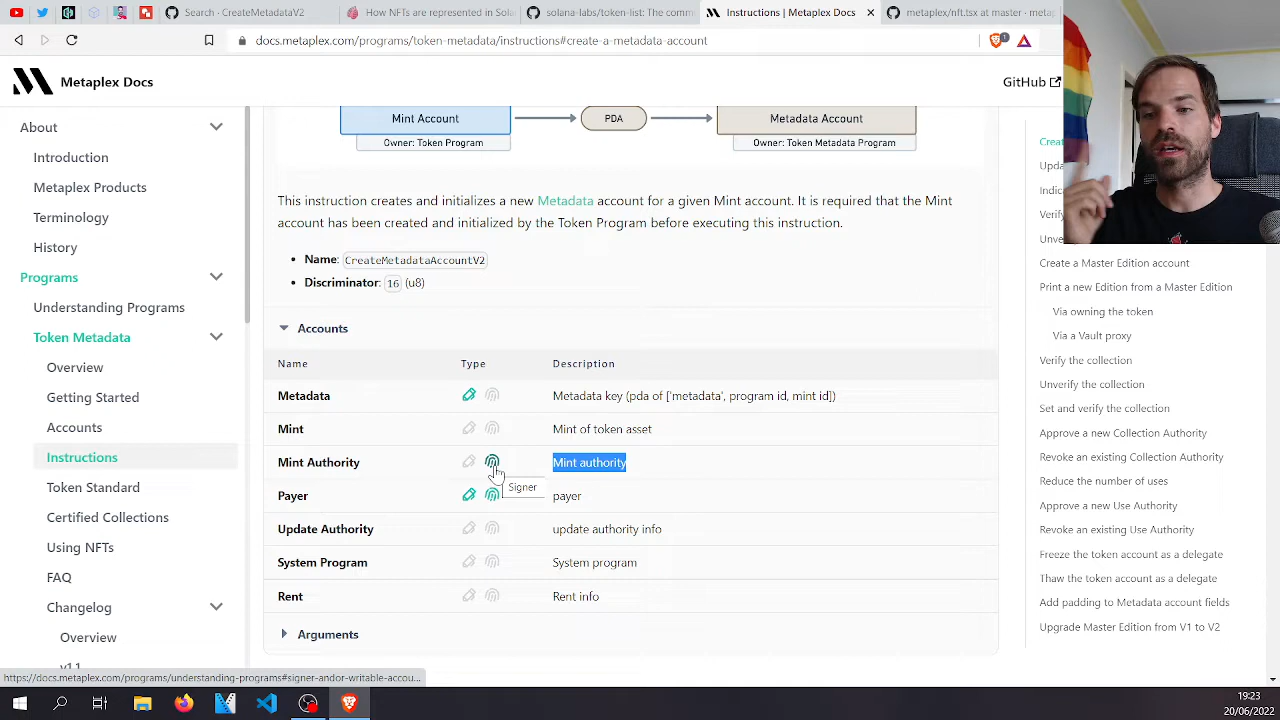 Search · CreateMetadataV2
How NFTs are represented in Solan
solana-labs/token-list: The comm
Instructions | Metaplex Docs
metaplex/nft.tsx at master · metap
docs.metaplex.com/programs/token-metadata/instructions#create-a-metadata-account
1
Metaplex Docs
GitHub
About
Introduction
Metaplex Products
Terminology
History
Programs
Understanding Programs
Token Metadata
Overview
Getting Started
Accounts
Instructions
Token Standard
Certified Collections
Using NFTs
FAQ
Changelog
Overview
v1.1
Mint Account
PDA
Metadata Account
Owner: Token Program
Owner: Token Metadata Program
This instruction creates and initializes a new Metadata account for a given Mint account. It is required that the Mint
account has been created and initialized by the Token Program before executing this instruction.
• Name: CreateMetadataAccountV2
• Discriminator: 16 (u8)
Accounts
Name Type Description
Metadata Metadata key (pda of ['metadata', program id, mint id])
Mint Mint of token asset
Mint Authority Mint authority
Signer
Payer payer
Update Authority update authority info
System Program System program
Rent Rent info
Arguments
Creat
Upda
Indic
Verify
Unve
Create a Master Edition account
Print a new Edition from a Master Edition
Via owning the token
Via a Vault proxy
Verify the collection
Unverify the collection
Set and verify the collection
Approve a new Collection Authority
Revoke an existing Collection Authority
Reduce the number of uses
Approve a new Use Authority
Revoke an existing Use Authority
Freeze the token account as a delegate
Thaw the token account as a delegate
Add padding to Metadata account fields
Upgrade Master Edition from V1 to V2
https://docs.metaplex.com/programs/understanding-programs#signer-andor-writable-accou...
19:23
20/06/2022